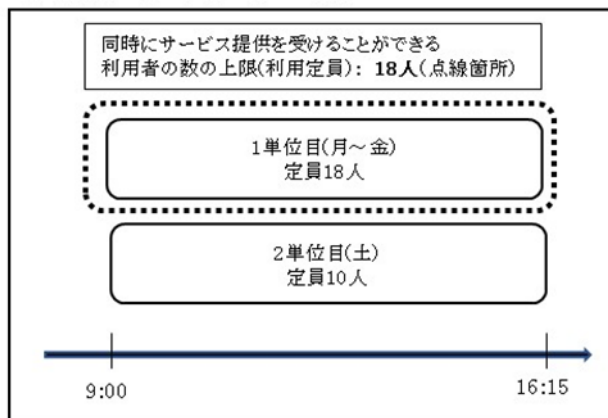 同時にサービス提供を受けることができる
利用者の数の上限(利用定員): 18人(点線箇所)
1単位目(月～金)
定員18人
2単位目(土)
定員10人
9:00
16:15